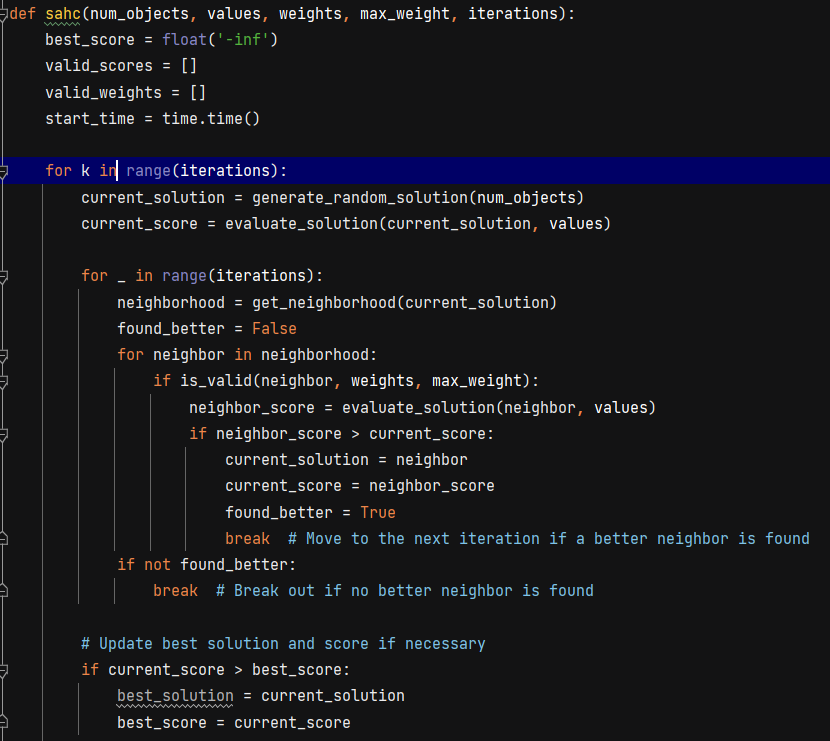 def sahc(num_objects, values, weights, max_weight, iterations):
    best_score = float('-inf')
    valid_scores = []
    valid_weights = []
    start_time = time.time()

    for k in range(iterations):
        current_solution = generate_random_solution(num_objects)
        current_score = evaluate_solution(current_solution, values)

        for _ in range(iterations):
            neighborhood = get_neighborhood(current_solution)
            found_better = False
            for neighbor in neighborhood:
                if is_valid(neighbor, weights, max_weight):
                    neighbor_score = evaluate_solution(neighbor, values)
                    if neighbor_score > current_score:
                        current_solution = neighbor
                        current_score = neighbor_score
                        found_better = True
                        break  # Move to the next iteration if a better neighbor is found
            if not found_better:
                break  # Break out if no better neighbor is found

        # Update best solution and score if necessary
        if current_score > best_score:
            best_solution = current_solution
            best_score = current_score